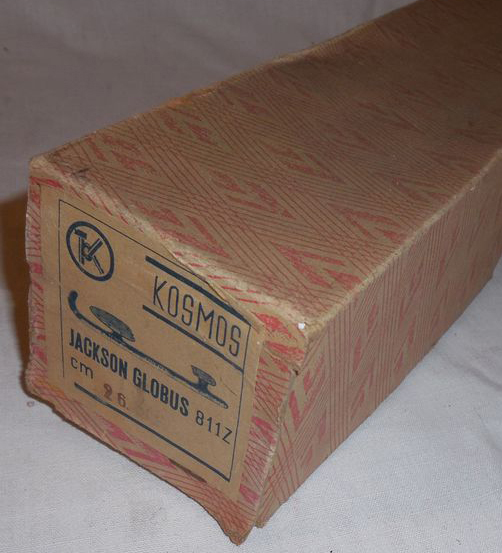 TK
KOSMOS
JACKSON GLOBUS 811Z
cm 26.